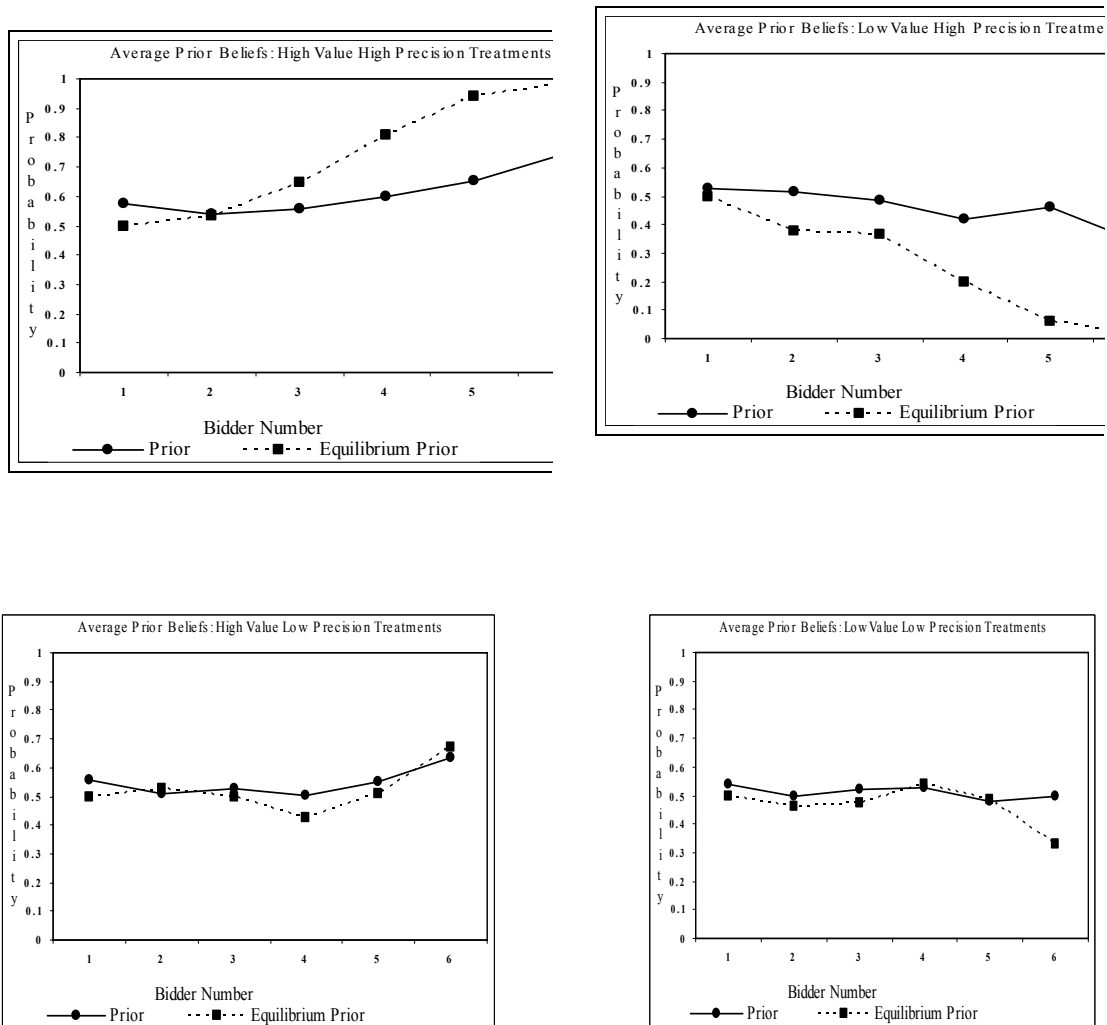 Average Prior Beliefs: High Value High Precision Treatments
1
0.9
0.8
0.7
0.6
0.5
0.4
0.3
0.2
0.1
0
Probability
1 2 3 4 5
Bidder Number
Prior Equilibrium Prior
Average Prior Beliefs: Low Value High Precision Treatme
1
0.9
0.8
0.7
0.6
0.5
0.4
0.3
0.2
0.1
0
Probability
1 2 3 4 5
Bidder Number
Prior Equilibrium Prior
Average Prior Beliefs: High Value Low Precision Treatments
1
0.9
0.8
0.7
0.6
0.5
0.4
0.3
0.2
0.1
0
Probability
1 2 3 4 5 6
Bidder Number
Prior Equilibrium Prior
Average Prior Beliefs: Low Value Low Precision Treatments
1
0.9
0.8
0.7
0.6
0.5
0.4
0.3
0.2
0.1
0
Probability
1 2 3 4 5 6
Bidder Number
Prior Equilibrium Prior